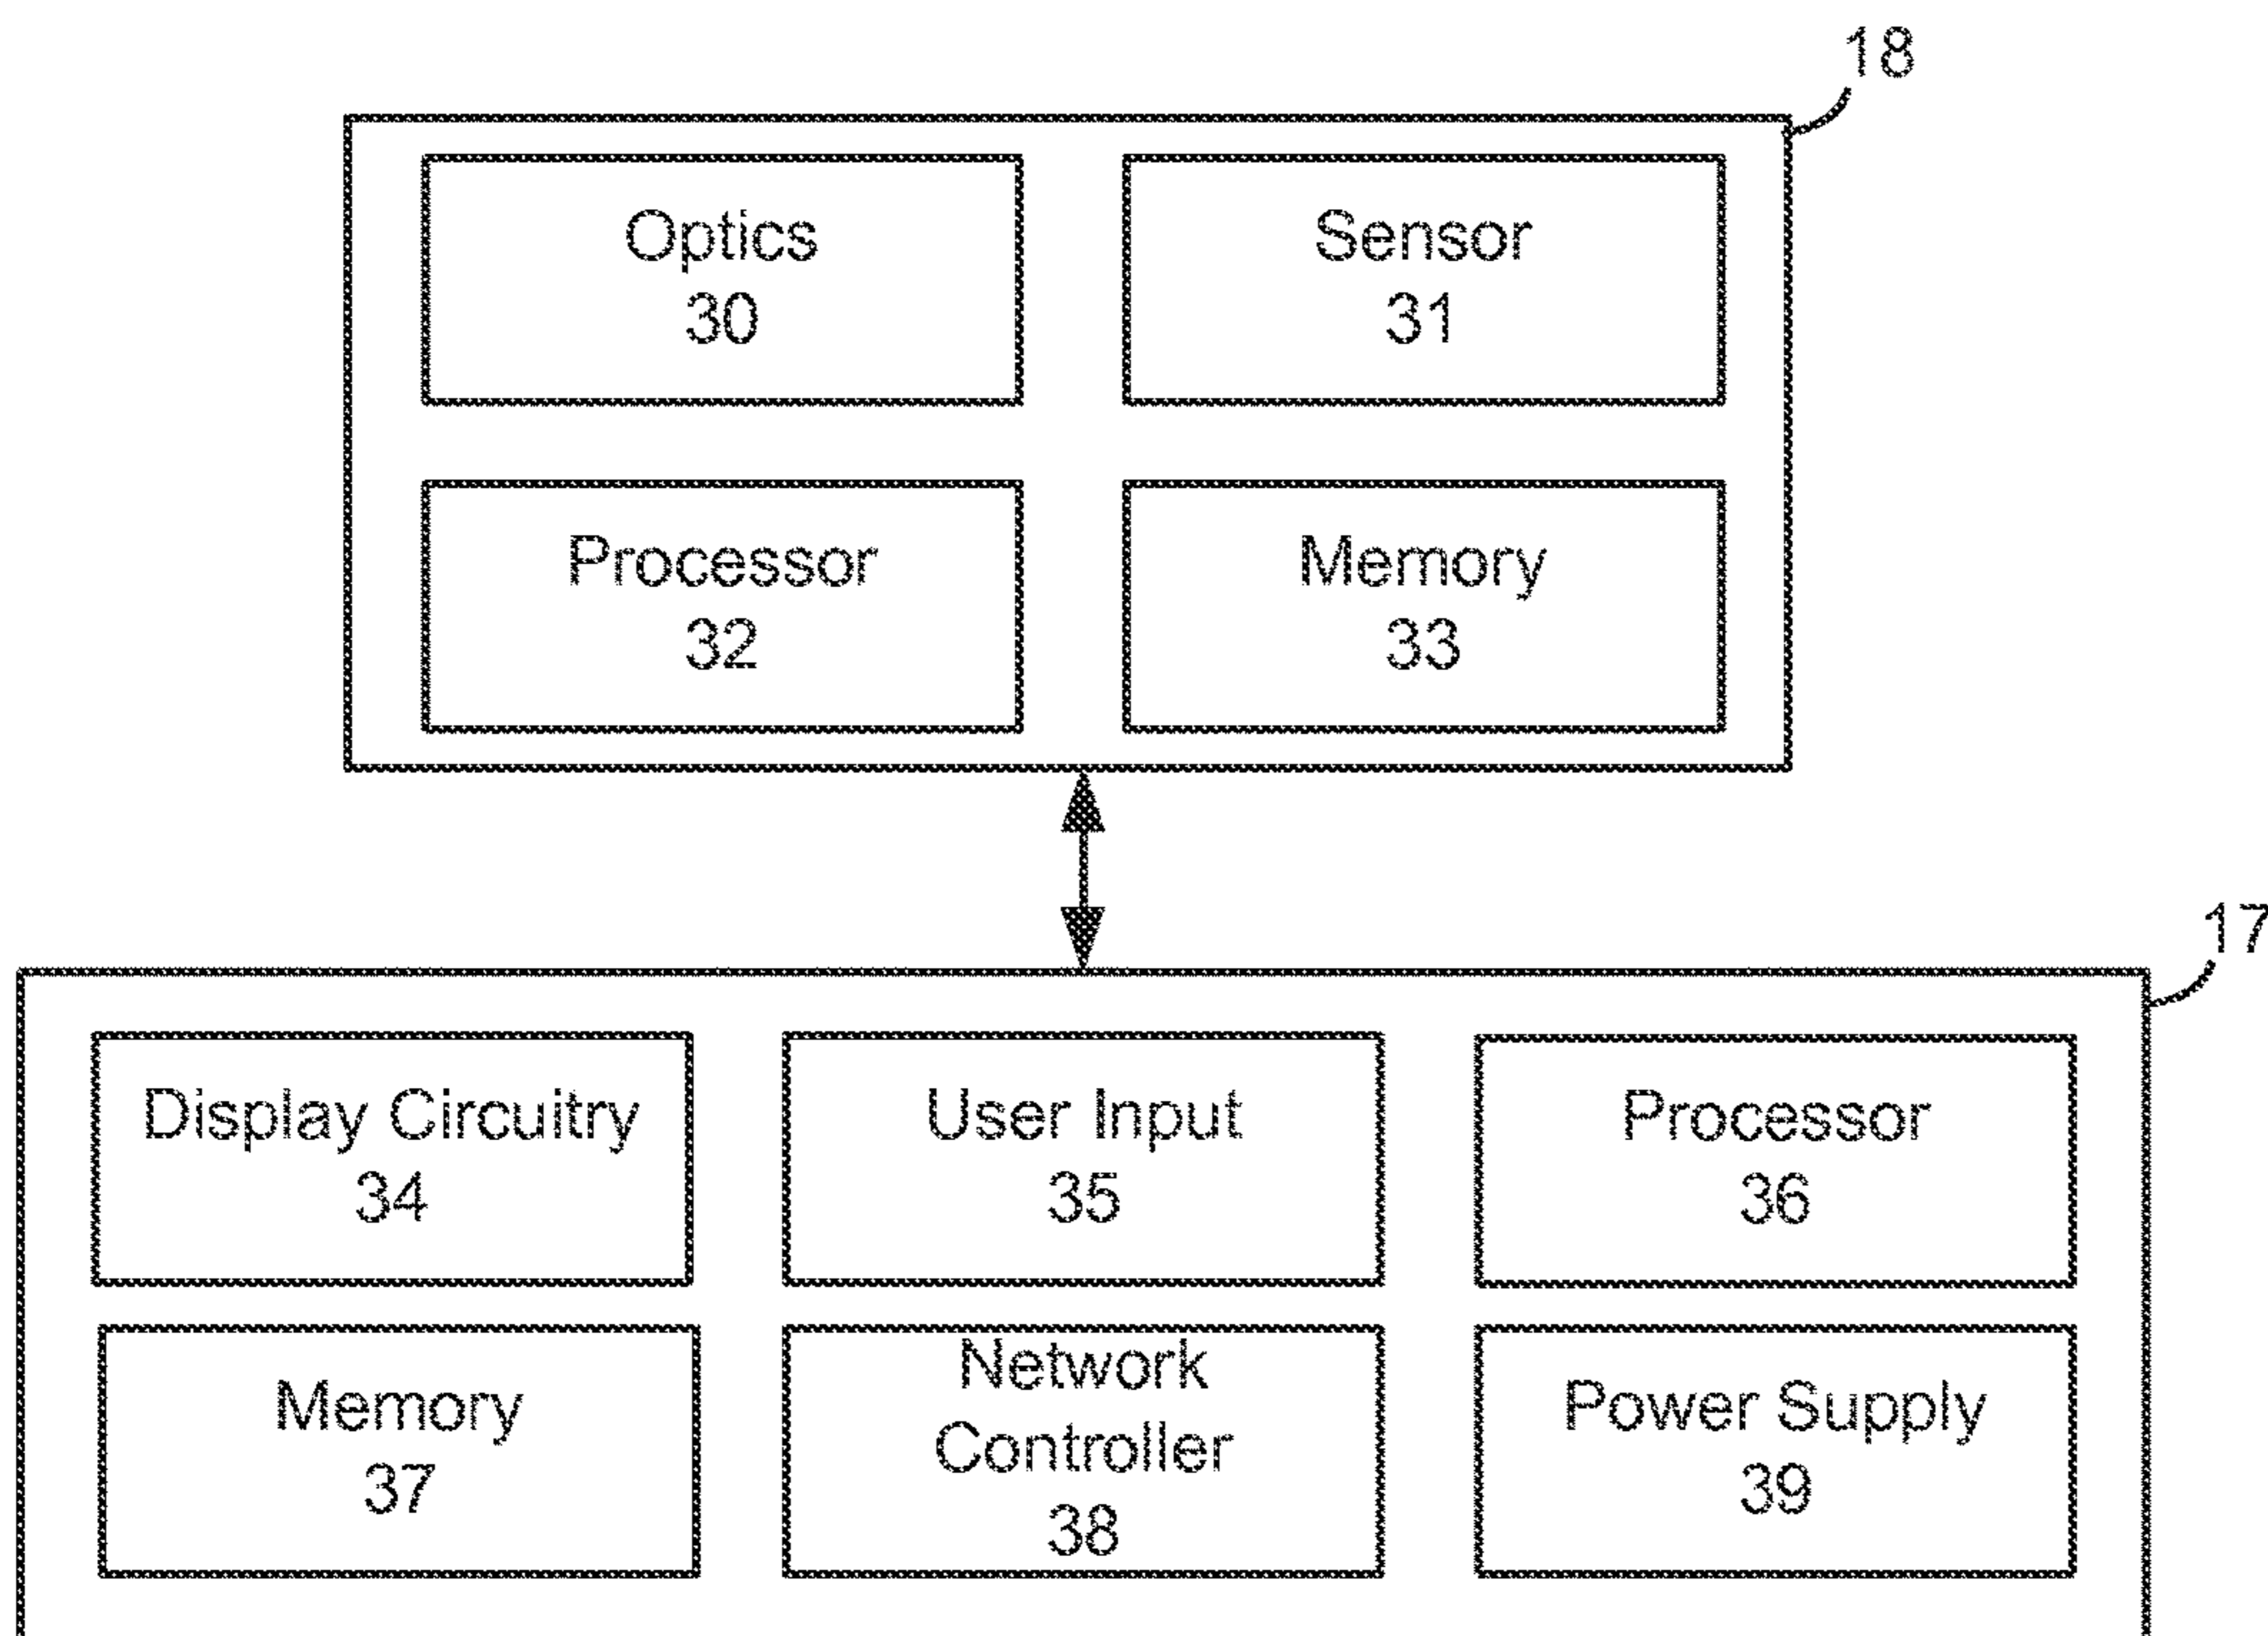 18
Optics
30
Sensor
31
Processor
32
Memory
33
17
Display Circuitry
34
User Input
35
Processor
36
Memory
37
Network
Controller
38
Power Supply
39